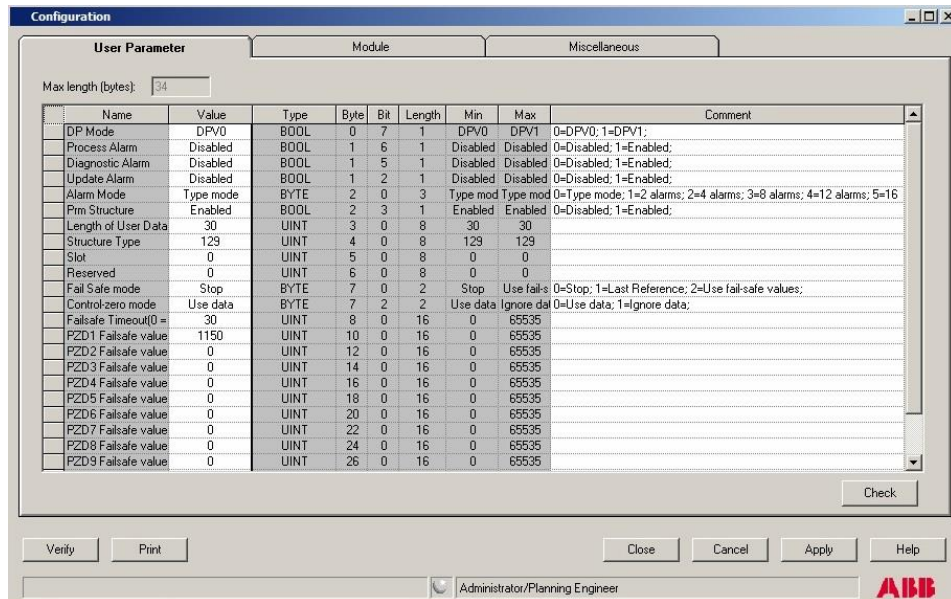 Configuration
User Parameter Module Miscellaneous
Max length (bytes): 34
Name Value Type Byte Bit Length Min Max Comment
DP Mode DPV0 BOOL 0 7 1 DPV0 DPV1 0=DPV0; 1=DPV1;
Process Alarm Disabled BOOL 1 6 1 Disabled Disabled 0=Disabled; 1=Enabled;
Diagnostic Alarm Disabled BOOL 1 5 1 Disabled Disabled 0=Disabled; 1=Enabled;
Update Alarm Disabled BOOL 1 2 1 Disabled Disabled 0=Disabled; 1=Enabled;
Alarm Mode Type mode BYTE 2 0 3 Type mod Type mod 0=Type mode; 1=2 alarms; 2=4 alarms; 3=8 alarms; 4=12 alarms; 5=16
Prm Structure Enabled BOOL 2 3 1 Enabled Enabled 0=Disabled; 1=Enabled;
Length of User Data 30 UINT 3 0 8 30 30
Structure Type 129 UINT 4 0 8 129 129
Slot 0 UINT 5 0 8 0 0
Reserved 0 UINT 6 0 8 0 0
Fail Safe mode Stop BYTE 7 0 2 Stop Use fail-s 0=Stop; 1=Last Reference; 2=Use fail-safe values;
Control-zero mode Use data BYTE 7 2 2 Use data Ignore dat 0=Use data; 1=Ignore data;
Failsafe Timeout(0 = 30 UINT 8 0 16 0 65535
PZD1 Failsafe value 1150 UINT 10 0 16 0 65535
PZD2 Failsafe value 0 UINT 12 0 16 0 65535
PZD3 Failsafe value 0 UINT 14 0 16 0 65535
PZD4 Failsafe value 0 UINT 16 0 16 0 65535
PZD5 Failsafe value 0 UINT 18 0 16 0 65535
PZD6 Failsafe value 0 UINT 20 0 16 0 65535
PZD7 Failsafe value 0 UINT 22 0 16 0 65535
PZD8 Failsafe value 0 UINT 24 0 16 0 65535
PZD9 Failsafe value 0 UINT 26 0 16 0 65535
Check
Verify Print Close Cancel Apply Help
Administrator/Planning Engineer ABB